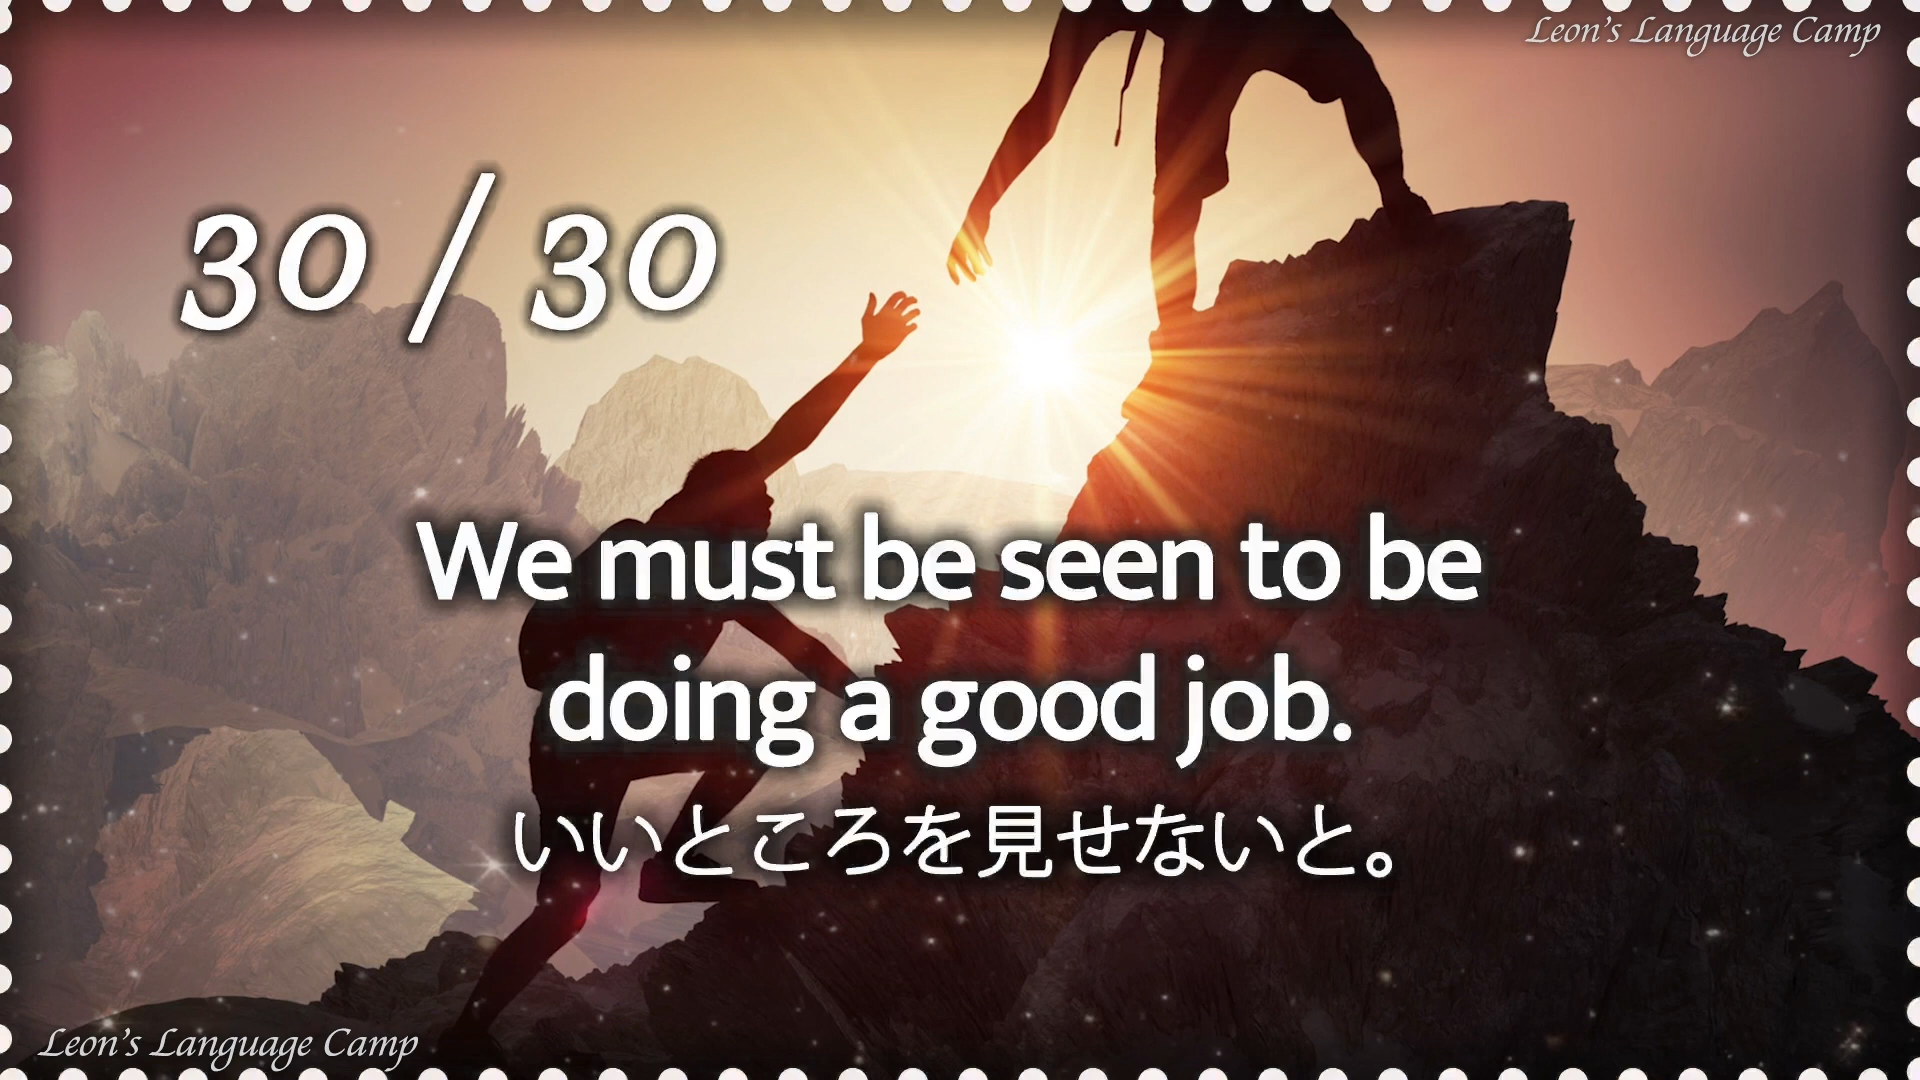 Leon's Language Camp
30 / 30
We must be seen to be
doing a good job.
いいところを見せないと。
Leon's Language Camp